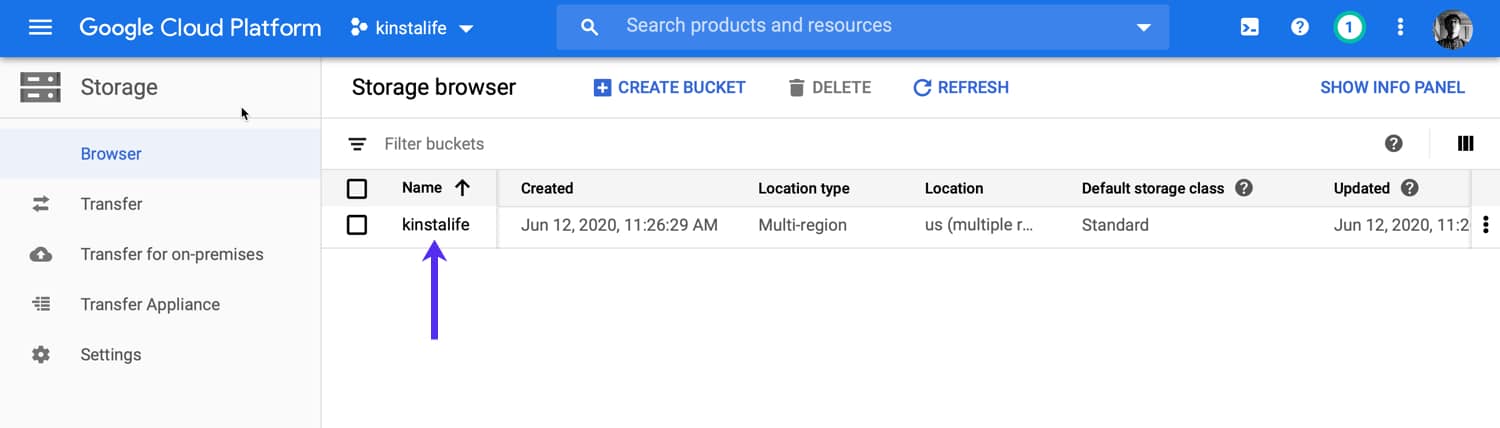 Google Cloud Platform kinstalife Search products and resources 1
Storage Storage browser CREATE BUCKET DELETE REFRESH SHOW INFO PANEL
Browser
Transfer
Transfer for on-premises
Transfer Appliance
Settings
Filter buckets
Name Created Location type Location Default storage class Updated
kinstalife Jun 12, 2020, 11:26:29 AM Multi-region us (multiple r... Standard Jun 12, 2020, 11:2